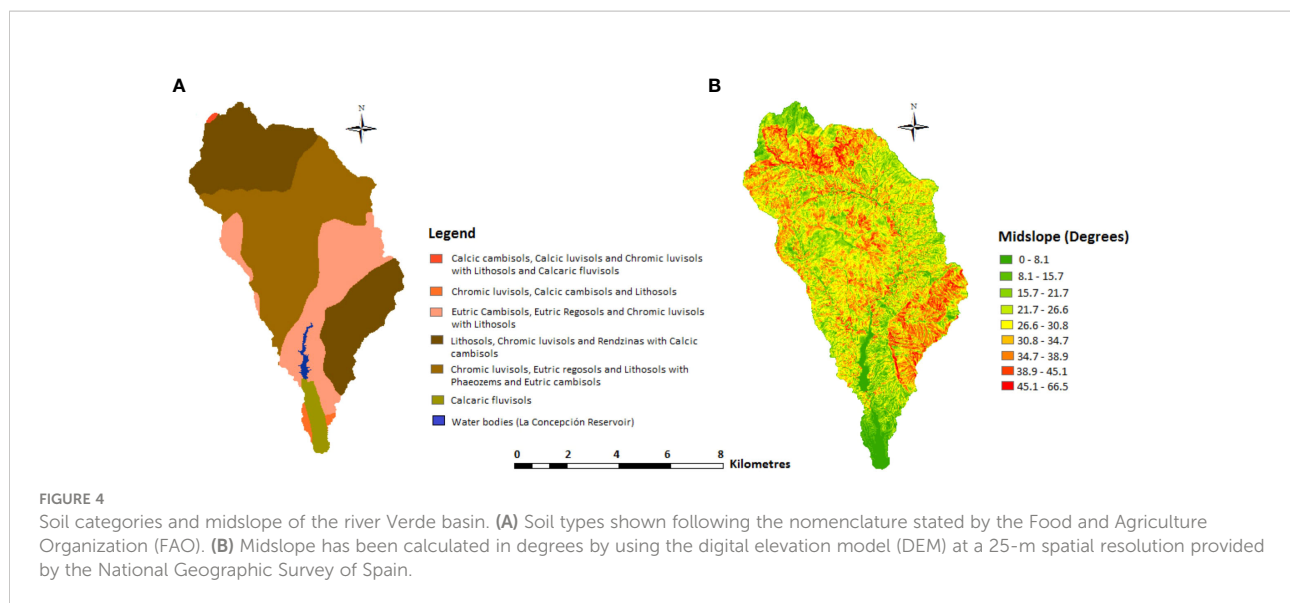 A
B
N
N
Legend
Calcic cambisols, Calcic luvisols and Chromic luvisols
with Lithosols and Calcaric fluvisols
Chromic luvisols, Calcic cambisols and Lithosols
Eutric Cambisols, Eutric Regosols and Chromic luvisols
with Lithosols
Lithosols, Chromic luvisols and Rendzinas with Calcic
cambisols
Chromic luvisols, Eutric regosols and Lithosols with
Phaeozems and Eutric cambisols
Calcaric fluvisols
Water bodies (La Concepción Reservoir)
Midslope (Degrees)
0 - 8.1
8.1 - 15.7
15.7 - 21.7
21.7 - 26.6
26.6 - 30.8
30.8 - 34.7
34.7 - 38.9
38.9 - 45.1
45.1 - 66.5
0 2 4 6 8
Kilometres
FIGURE 4
Soil categories and midslope of the river Verde basin. (A) Soil types shown following the nomenclature stated by the Food and Agriculture
Organization (FAO). (B) Midslope has been calculated in degrees by using the digital elevation model (DEM) at a 25-m spatial resolution provided
by the National Geographic Survey of Spain.